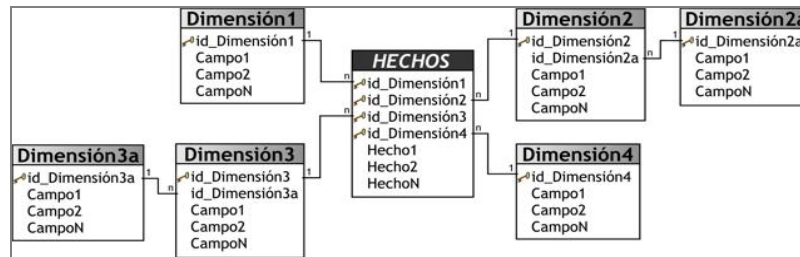 Dimensión1
id_Dimensión1
Campo1
Campo2
CampoN
1
n
HECHOS
id_Dimensión1
id_Dimensión2
id_Dimensión3
id_Dimensión4
Hecho1
Hecho2
HechoN
n
n
n
Dimensión2
id_Dimensión2
id_Dimensión2a
Campo1
Campo2
CampoN
1
n
Dimensión2a
id_Dimensión2a
Campo1
Campo2
CampoN
1
Dimensión3a
id_Dimensión3a
Campo1
Campo2
CampoN
1
n
Dimensión3
id_Dimensión3
id_Dimensión3a
Campo1
Campo2
CampoN
1
Dimensión4
id_Dimensión4
Campo1
Campo2
CampoN
1